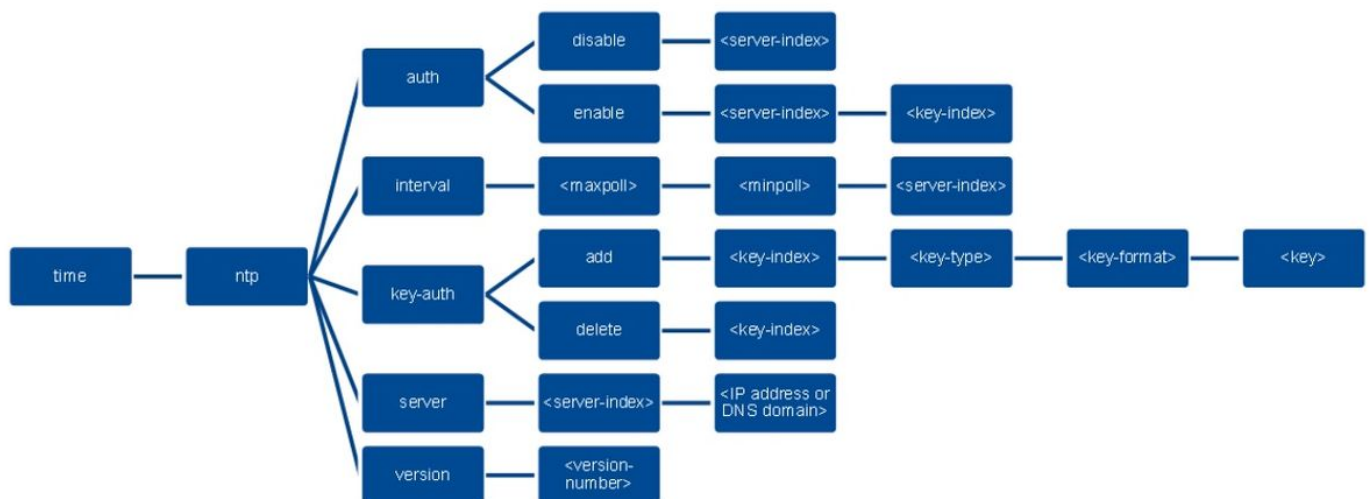 disable
<server-index>
auth
enable
<server-index>
<key-index>
interval
<maxpoll>
<minpoll>
<server-index>
time
ntp
key-auth
add
<key-index>
<key-type>
<key-format>
<key>
delete
<key-index>
server
<server-index>
<IP address or
DNS domain>
version
<version-
number>